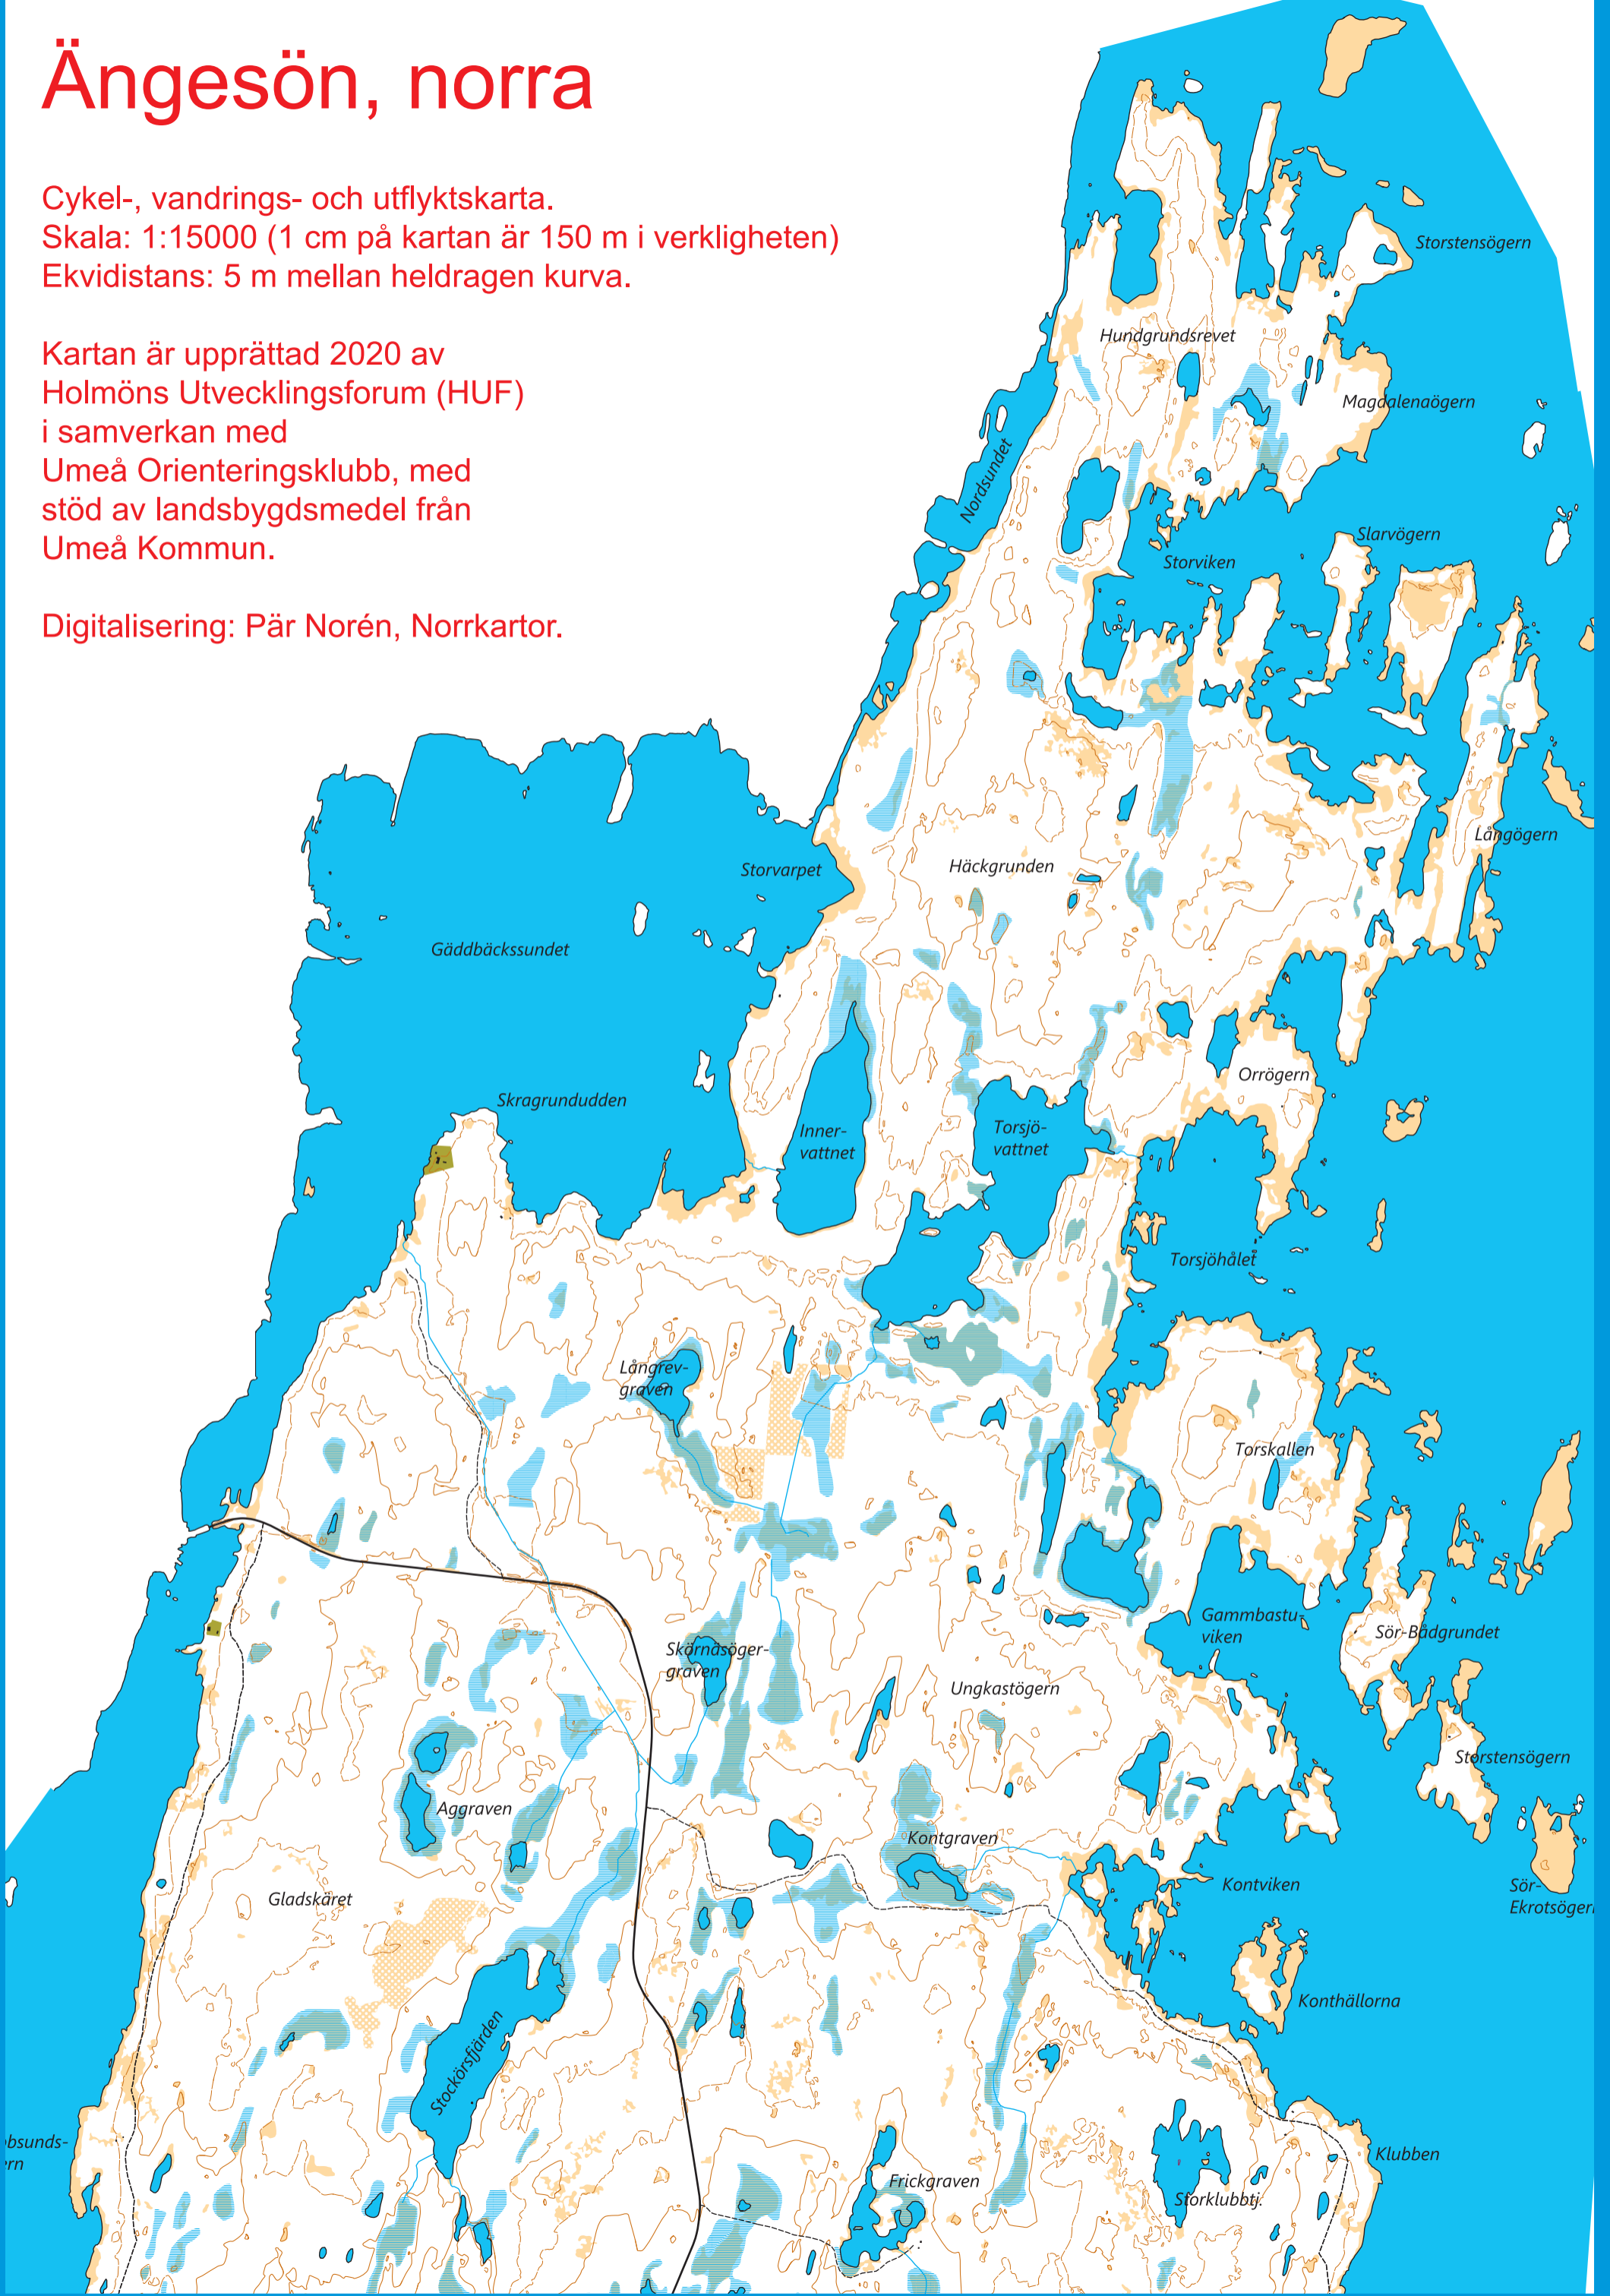 Ängesön, norra
Cykel-, vandrings- och utflyktskarta.
Skala: 1:15000 (1 cm på kartan är 150 m i verkligheten)
Ekvidistans: 5 m mellan heldragen kurva.
Kartan är upprättad 2020 av
Holmöns Utvecklingsforum (HUF)
i samverkan med
Umeå Orienteringsklubb, med
stöd av landsbygdsmedel från
Umeå Kommun.
Digitalisering: Pär Norén, Norrkartor.
Storstensögern
Hundgrundsrevet
Magdalenaögern
Nordsundet
Slarvögern
Storviken
Långögern
Storvarpet
Häckgrunden
Gäddbäckssundet
Orrögern
Skragrundudden
Inner-
vattnet
Torsjö-
vattnet
Torsjöhålet
Långrev-
graven
Torskallen
Gammbastu-
viken
Sör-Bådgrundet
Skärnäsöger-
graven
Ungkastögern
Storstensögern
Aggraven
Kontgraven
Kontviken
Sör-
Ekrotsöger
Gladskäret
Konthällorna
Stockörsfjärden
bsunds-
rn
Klubben
Frickgraven
Storklubbtj.